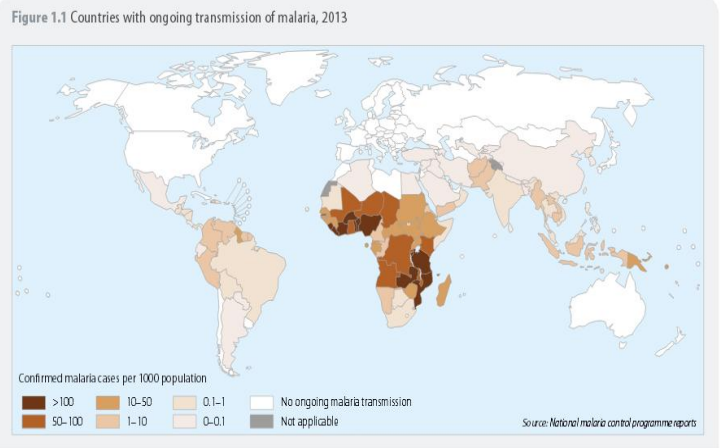 Figure 1.1 Countries with ongoing transmission of malaria, 2013
Confirmed malaria cases per 1000 population
>100 10–50 0.1–1 No ongoing malaria transmission
50–100 1–10 0–0.1 Not applicable
Source: National malaria control programme reports